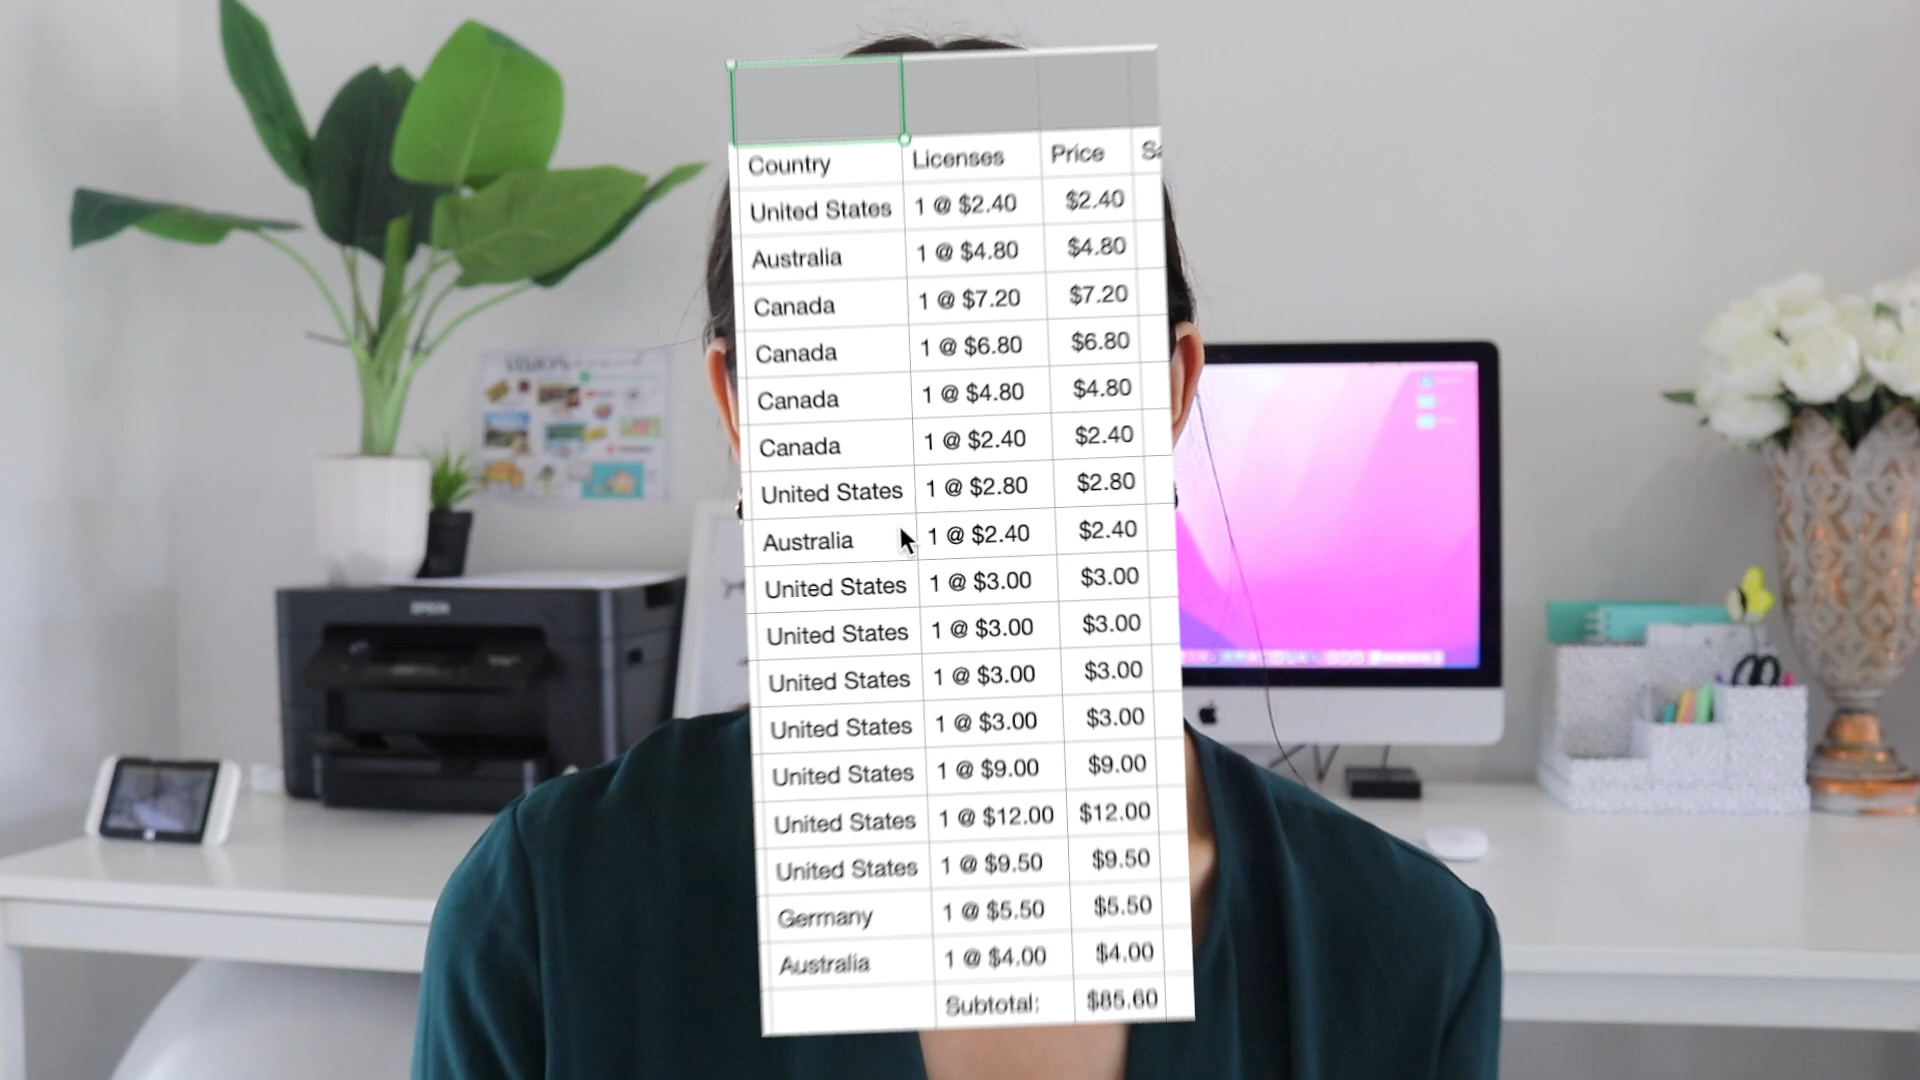 Country Licenses Price
United States 1 @ $2.40 $2.40
Australia 1 @ $4.80 $4.80
Canada 1 @ $7.20 $7.20
Canada 1 @ $6.80 $6.80
Canada 1 @ $4.80 $4.80
Canada 1 @ $2.40 $2.40
United States 1 @ $2.80 $2.80
Australia 1 @ $2.40 $2.40
United States 1 @ $3.00 $3.00
United States 1 @ $3.00 $3.00
United States 1 @ $3.00 $3.00
United States 1 @ $3.00 $3.00
United States 1 @ $9.00 $9.00
United States 1 @ $12.00 $12.00
United States 1 @ $9.50 $9.50
Germany 1 @ $5.50 $5.50
Australia 1 @ $4.00 $4.00
Subtotal: $85.60
VISION
EPSON